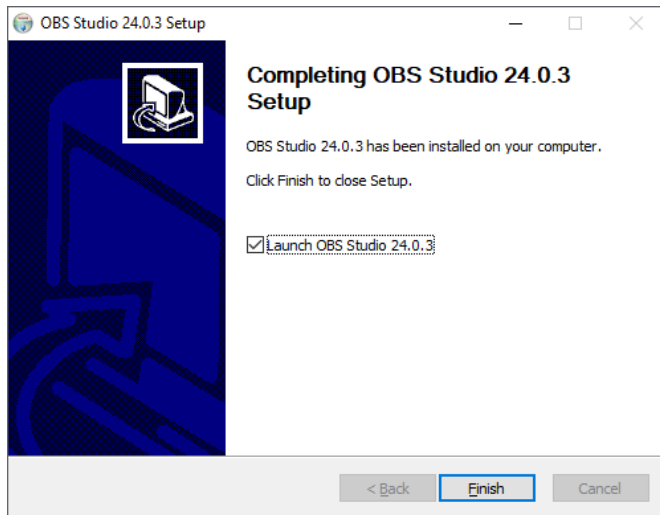 OBS Studio 24.0.3 Setup
Completing OBS Studio 24.0.3
Setup
OBS Studio 24.0.3 has been installed on your computer.
Click Finish to close Setup.
Launch OBS Studio 24.0.3
< Back
Finish
Cancel